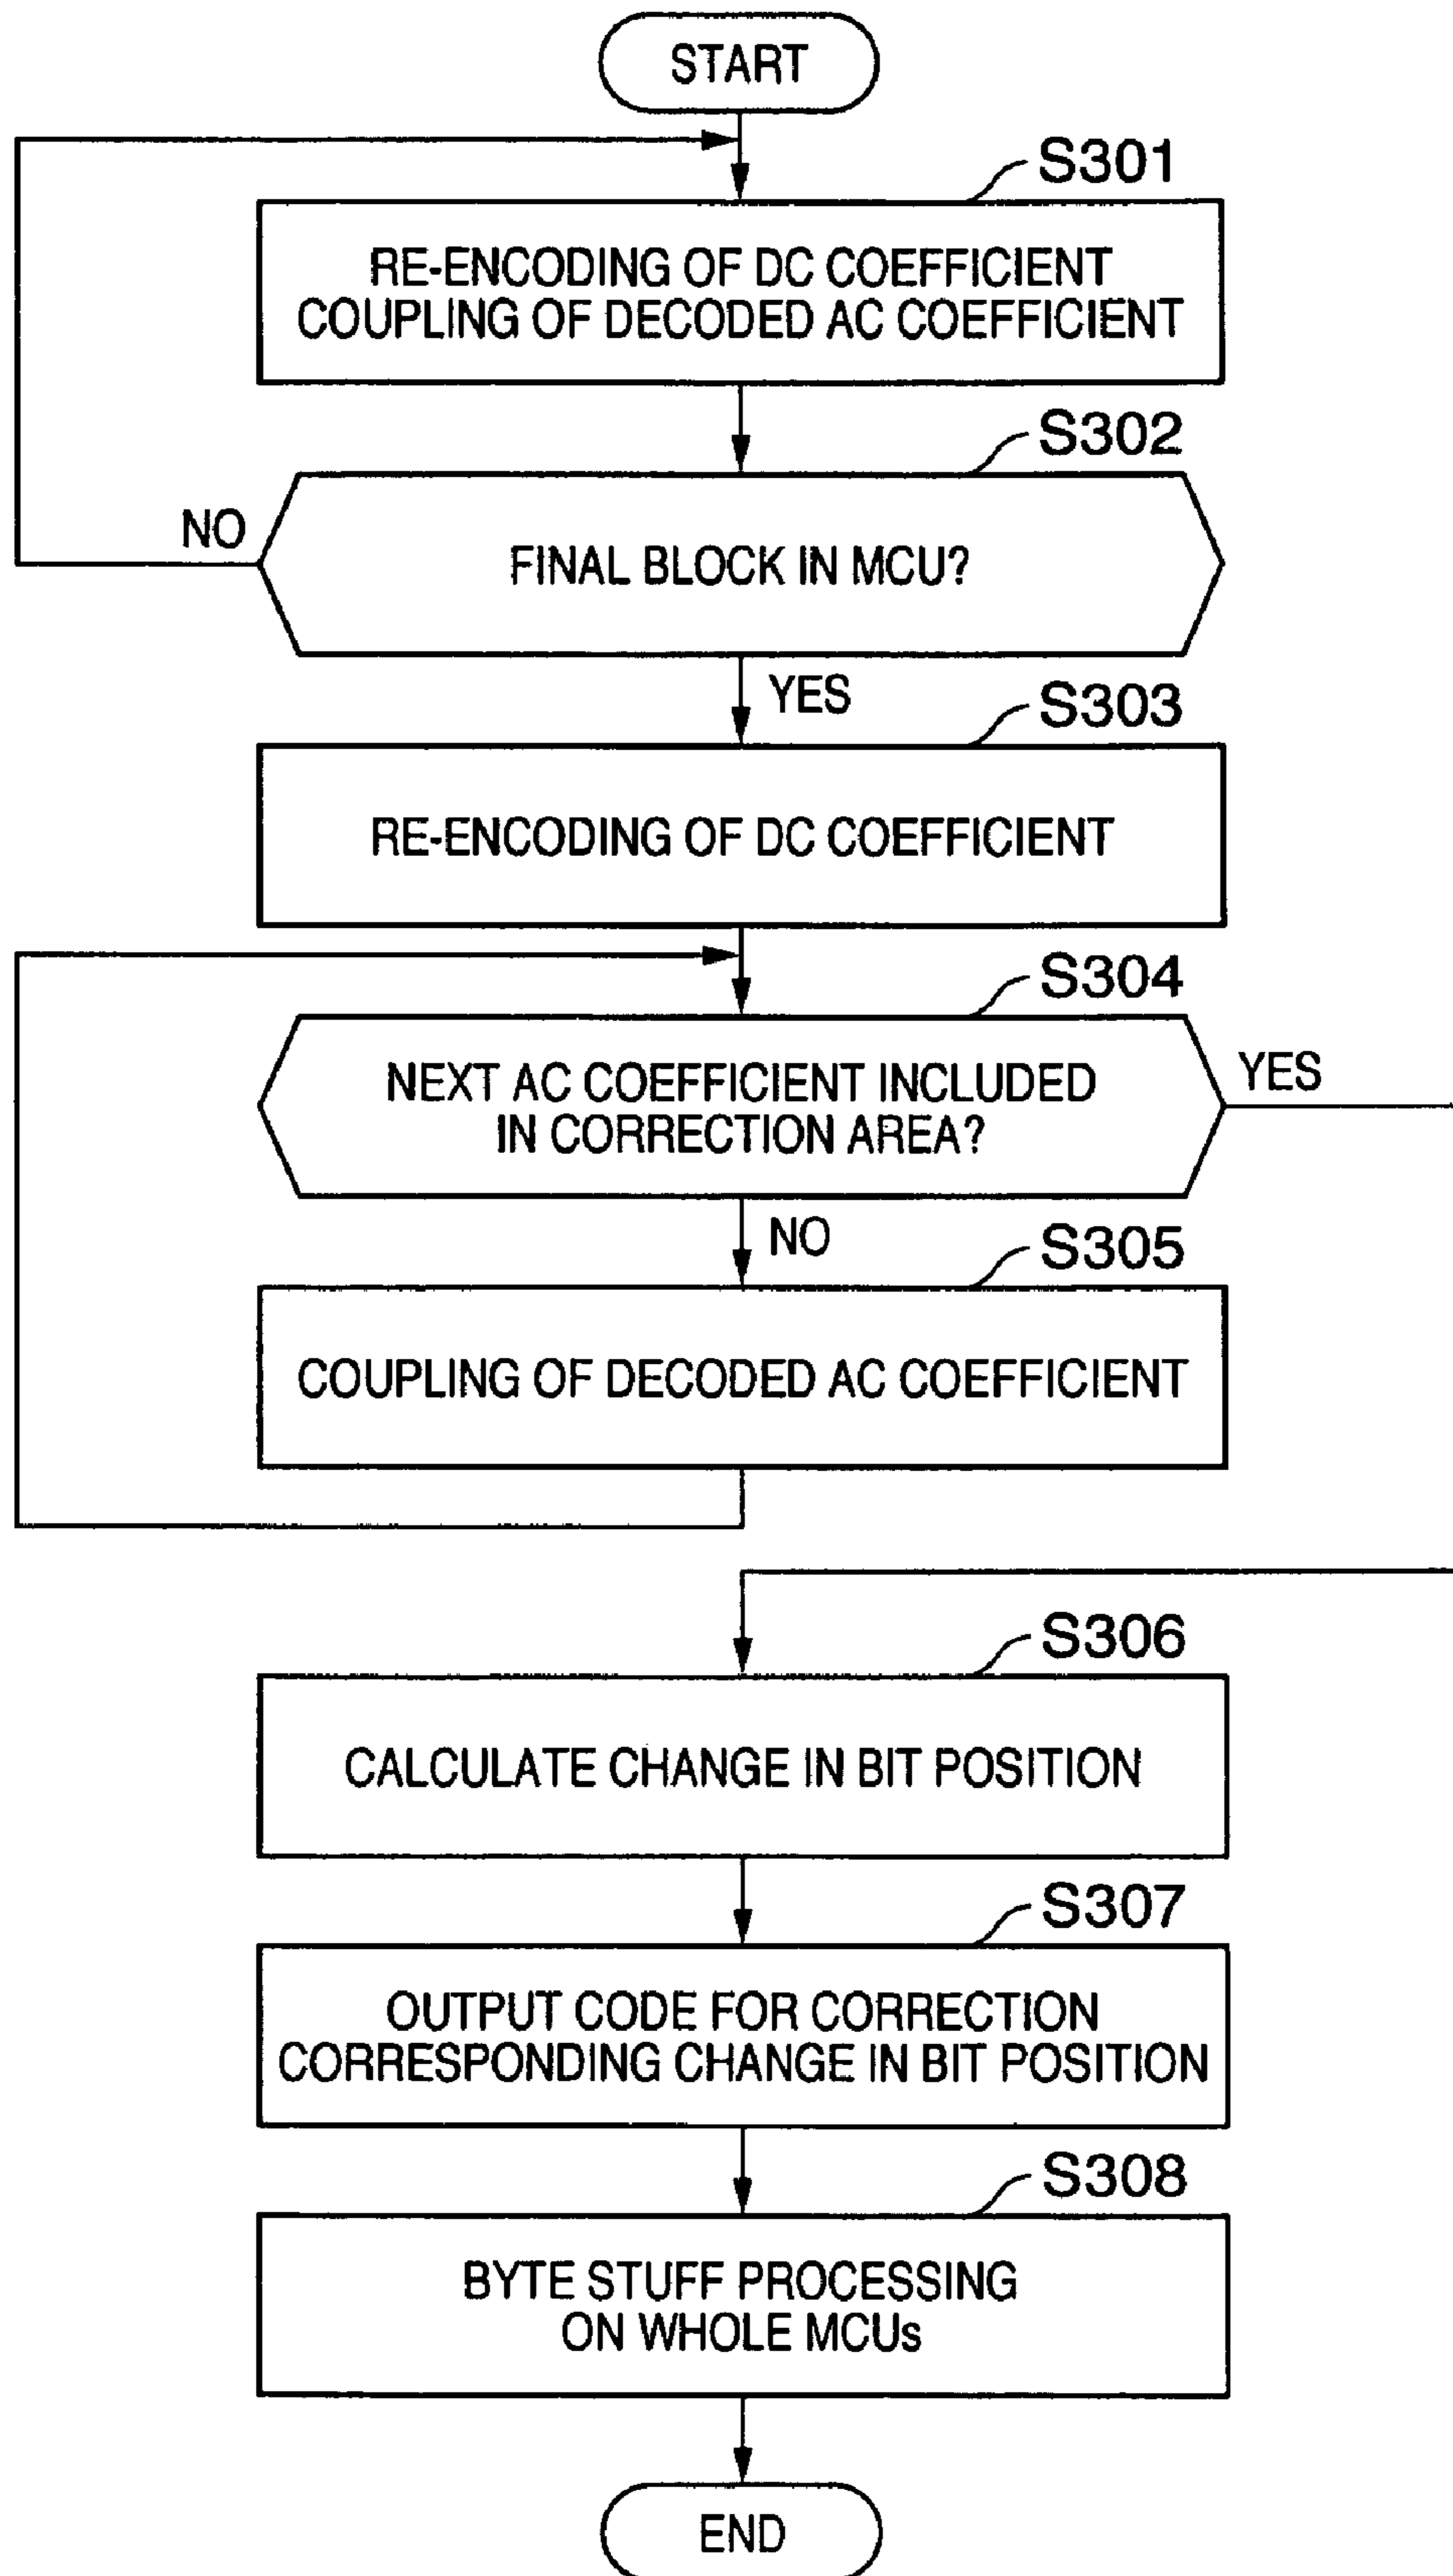 START
S301
RE-ENCODING OF DC COEFFICIENT
COUPLING OF DECODED AC COEFFICIENT
S302
NO
FINAL BLOCK IN MCU?
YES
S303
RE-ENCODING OF DC COEFFICIENT
S304
NEXT AC COEFFICIENT INCLUDED
IN CORRECTION AREA?
YES
NO
S305
COUPLING OF DECODED AC COEFFICIENT
S306
CALCULATE CHANGE IN BIT POSITION
S307
OUTPUT CODE FOR CORRECTION
CORRESPONDING CHANGE IN BIT POSITION
S308
BYTE STUFF PROCESSING
ON WHOLE MCUs
END